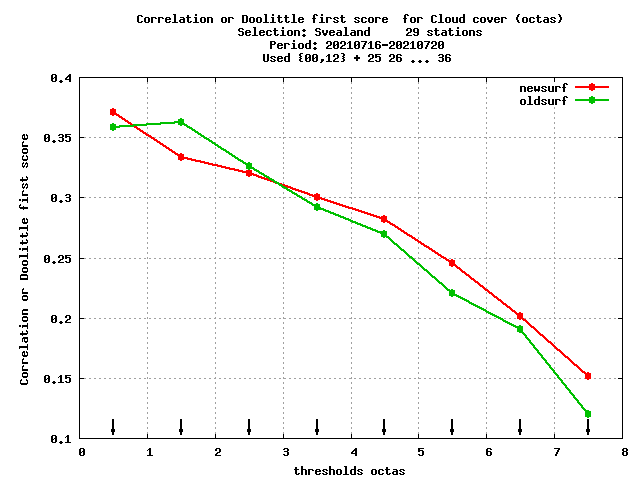 Correlation or Doolittle first score  for Cloud cover (octas)
Selection: Svealand     29 stations
Period: 20210716-20210720
Used {00,12} + 25 26 ... 36
newsurf
oldsurf
0.4
0.35
0.3
0.25
0.2
0.15
0.1
Correlation or Doolittle first score
0 1 2 3 4 5 6 7 8
thresholds octas